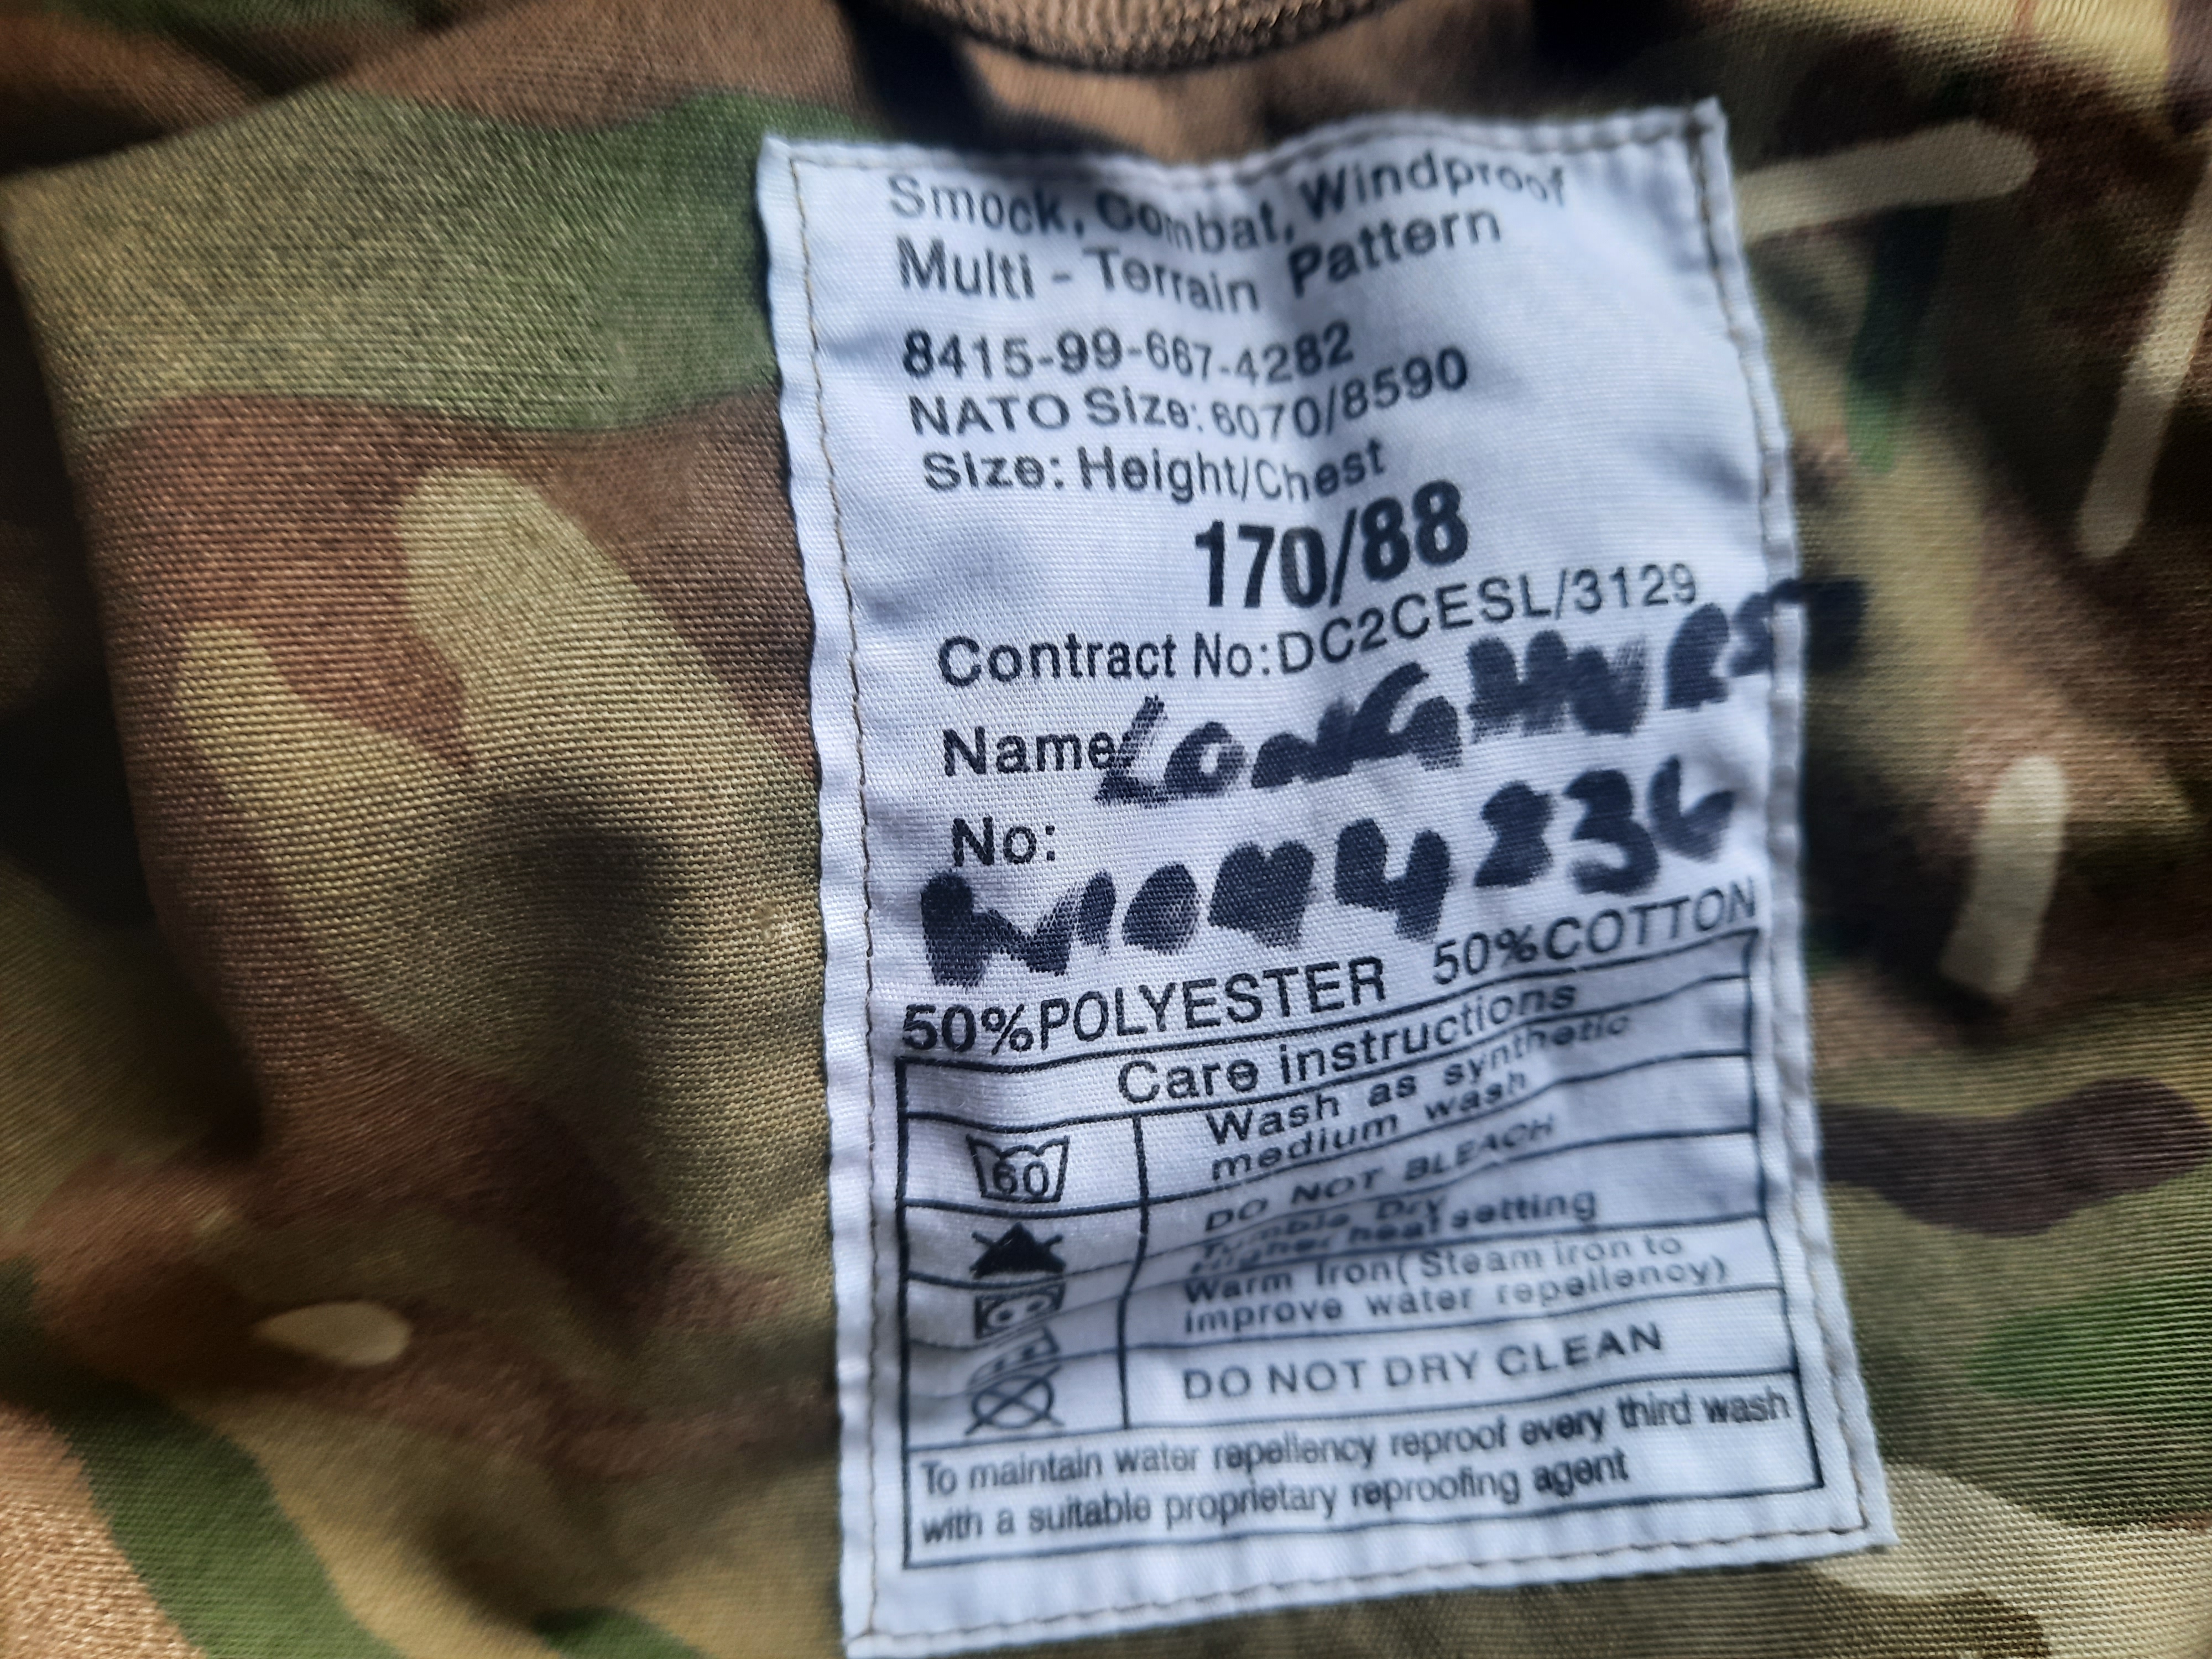 Smock, Combat, Windproof
Multi - Terrain Pattern
8415-99-667-4282
NATO Size: 6070/8590
Size: Height/Chest
170/88
Contract No: DC2CESL/3129
Name LONGHURST
No:
50%POLYESTER 50%COTTON
Care instructions
60
Wash as synthetic
medium wash
DO NOT BLEACH
Tumble Dry
Higher heat setting
Warm Iron( Steam iron to
improve water repellency)
DO NOT DRY CLEAN
To maintain water repellency reproof every third wash
with a suitable proprietary reproofing agent